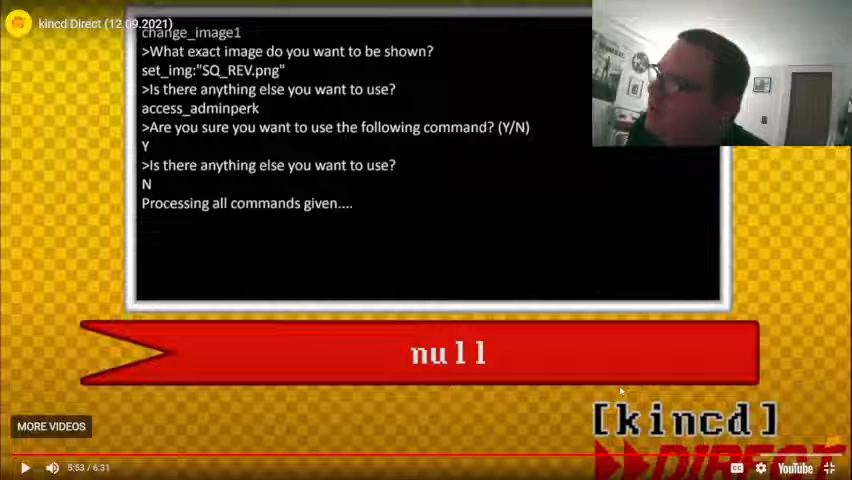 kincd Direct (12.09.2021)
change_image1
>What exact image do you want to be shown?
set_img:"SQ_REV.png"
>Is there anything else you want to use?
access_adminperk
>Are you sure you want to use the following command? (Y/N)
Y
>Is there anything else you want to use?
N
Processing all commands given....
null
[kincd]
DIRECT
MORE VIDEOS
5:53 / 6:31
CC
YouTube